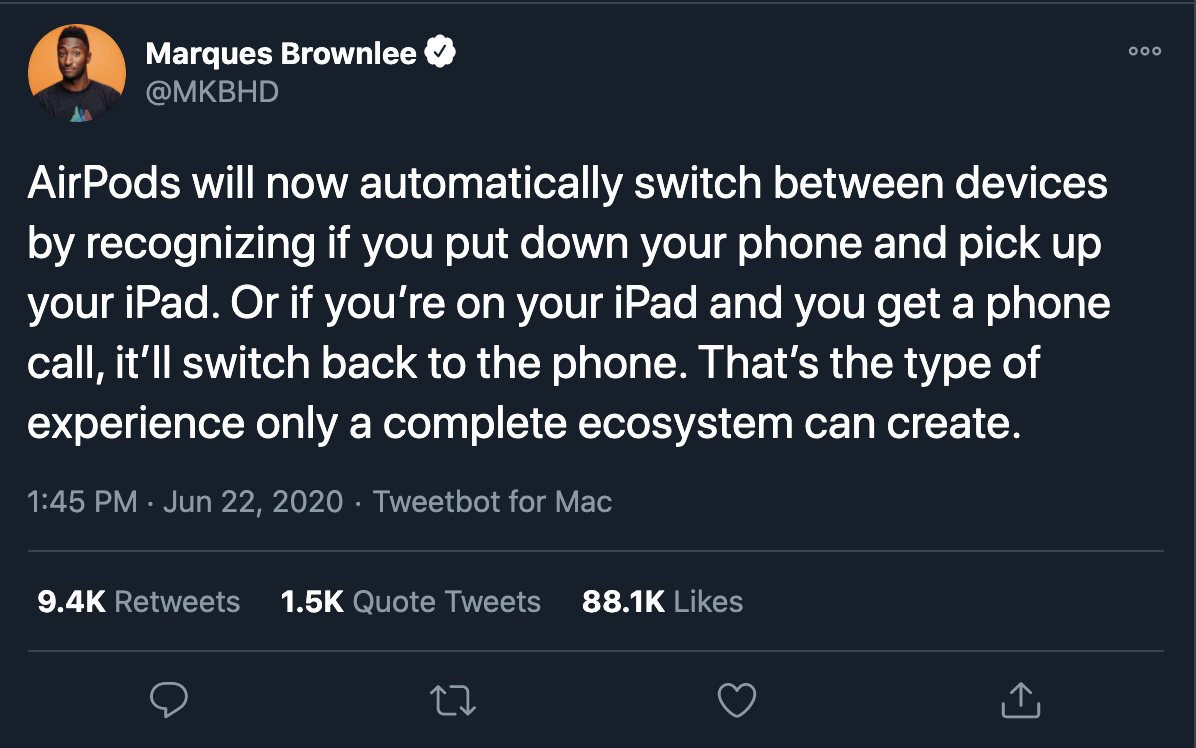 Marques Brownlee
@MKBHD
AirPods will now automatically switch between devices
by recognizing if you put down your phone and pick up
your iPad. Or if you’re on your iPad and you get a phone
call, it’ll switch back to the phone. That’s the type of
experience only a complete ecosystem can create.
1:45 PM · Jun 22, 2020 · Tweetbot for Mac
9.4K Retweets 1.5K Quote Tweets 88.1K Likes